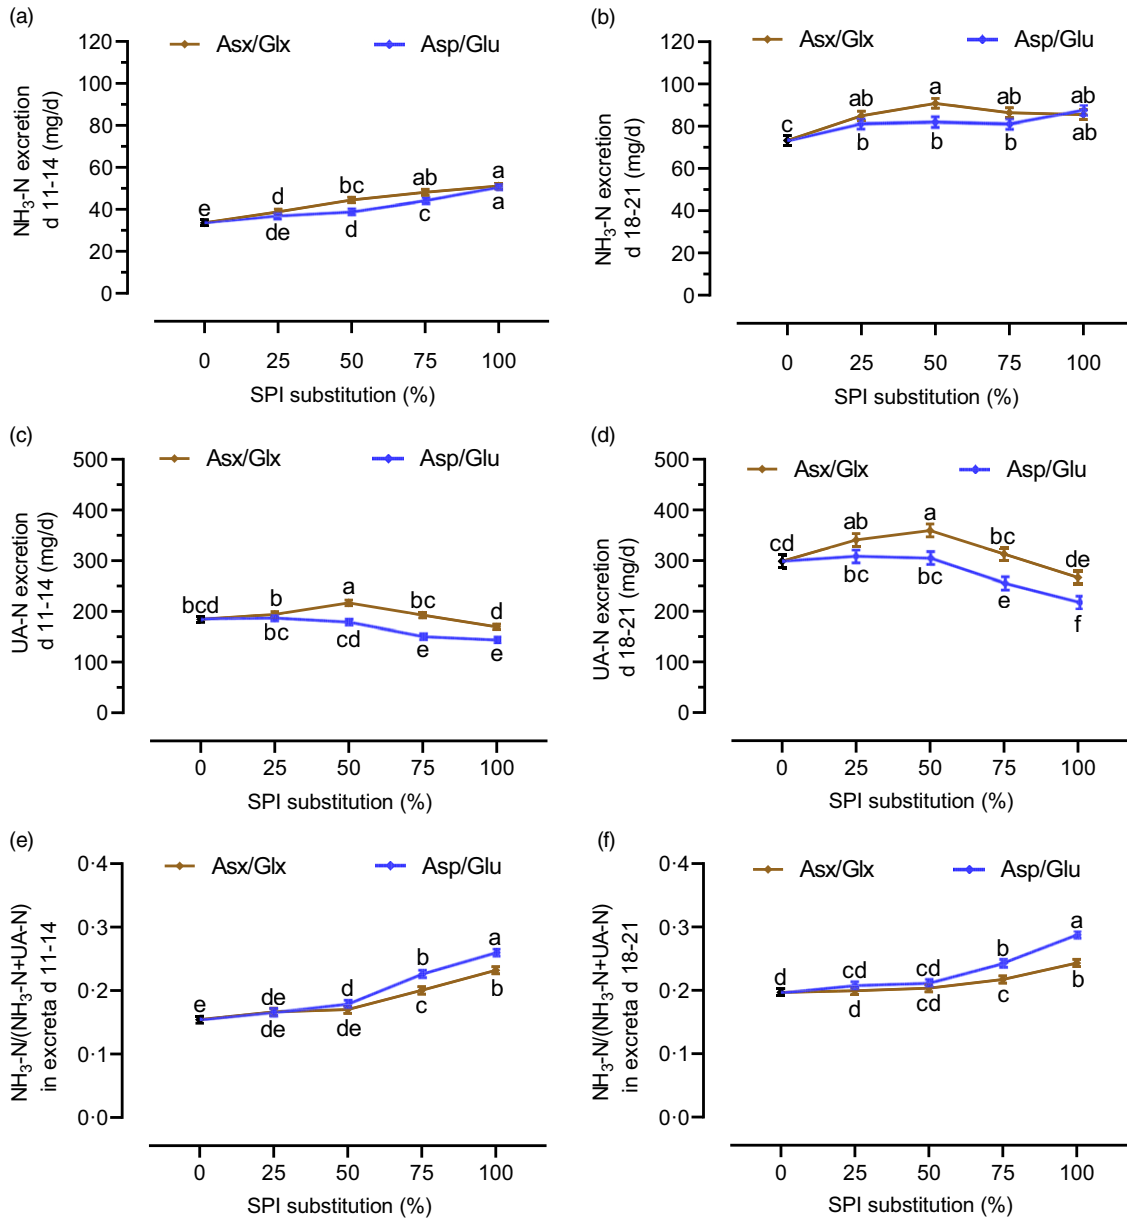 (a)
Asx/Glx
Asp/Glu
NH₃-N excretion
d 11-14 (mg/d)
120
100
80
60
40
20
0
e
d
bc
ab
a
de
d
c
a
0 25 50 75 100
SPI substitution (%)
(b)
Asx/Glx
Asp/Glu
NH₃-N excretion
d 18-21 (mg/d)
120
100
80
60
40
20
0
c
ab
a
ab
ab
b
b
b
ab
0 25 50 75 100
SPI substitution (%)
(c)
Asx/Glx
Asp/Glu
UA-N excretion
d 11-14 (mg/d)
500
400
300
200
100
0
bcd
b
a
bc
d
bc
cd
e
e
0 25 50 75 100
SPI substitution (%)
(d)
Asx/Glx
Asp/Glu
UA-N excretion
d 18-21 (mg/d)
500
400
300
200
100
0
cd
ab
a
bc
de
bc
bc
e
f
0 25 50 75 100
SPI substitution (%)
(e)
Asx/Glx
Asp/Glu
NH₃-N/(NH₃-N+UA-N)
in excreta d 11-14
0·4
0·3
0·2
0·1
0·0
e
de
d
b
a
de
de
c
b
0 25 50 75 100
SPI substitution (%)
(f)
Asx/Glx
Asp/Glu
NH₃-N/(NH₃-N+UA-N)
in excreta d 18-21
0·4
0·3
0·2
0·1
0·0
d
cd
cd
b
a
d
cd
c
b
0 25 50 75 100
SPI substitution (%)